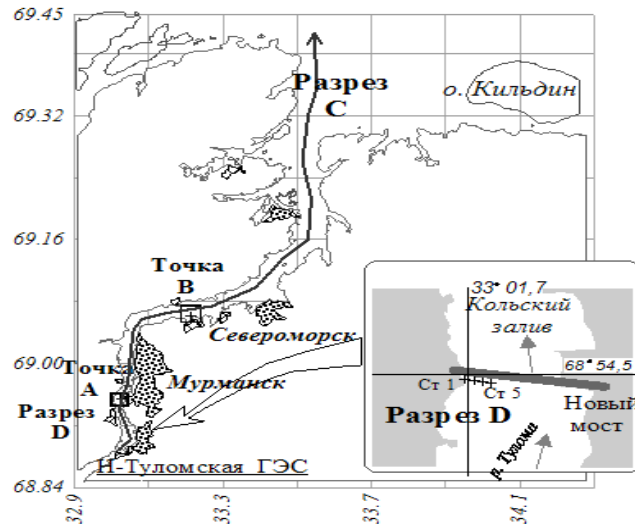 69.45
Разрез
С
о. Кильдин
69.32
69.16
Точка
В
Североморск
69.00
Точка
А
Мурманск
Разрез
D
Н-Туломская ГЭС
68.84
32.9
33.3
33.7
34.1
33° 01,7
Кольский
залив
68° 54,5
Ст 1
Ст 5
Разрез D
Новый
мост
р. Тулома